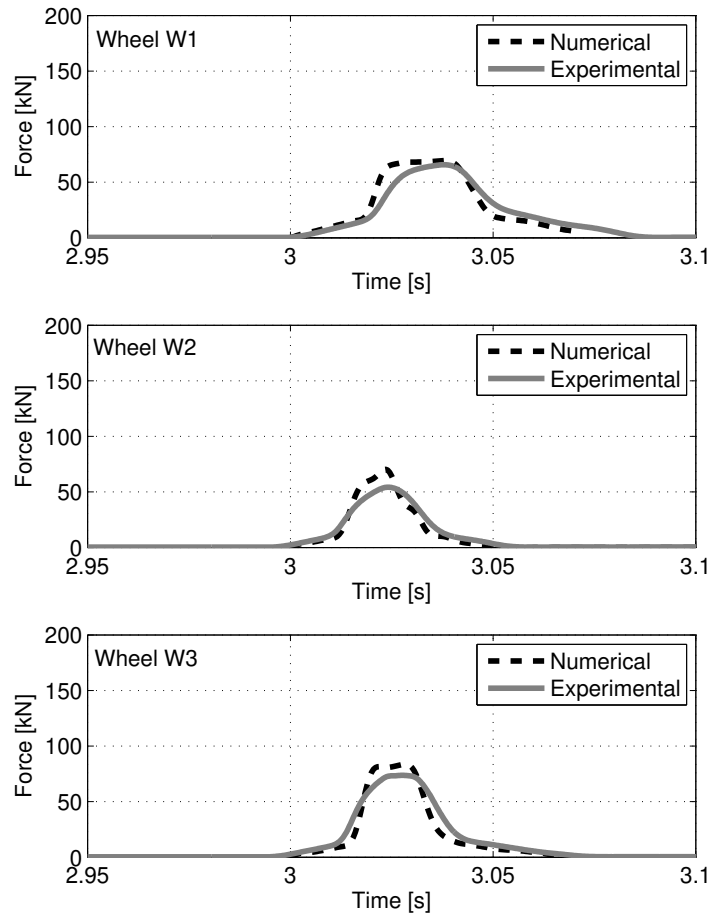 200
Wheel W1
Numerical
Experimental
150
100
50
0
Force [kN]
2.95 3 3.05 3.1
Time [s]
200
Wheel W2
Numerical
Experimental
150
100
50
0
Force [kN]
2.95 3 3.05 3.1
Time [s]
200
Wheel W3
Numerical
Experimental
150
100
50
0
Force [kN]
2.95 3 3.05 3.1
Time [s]